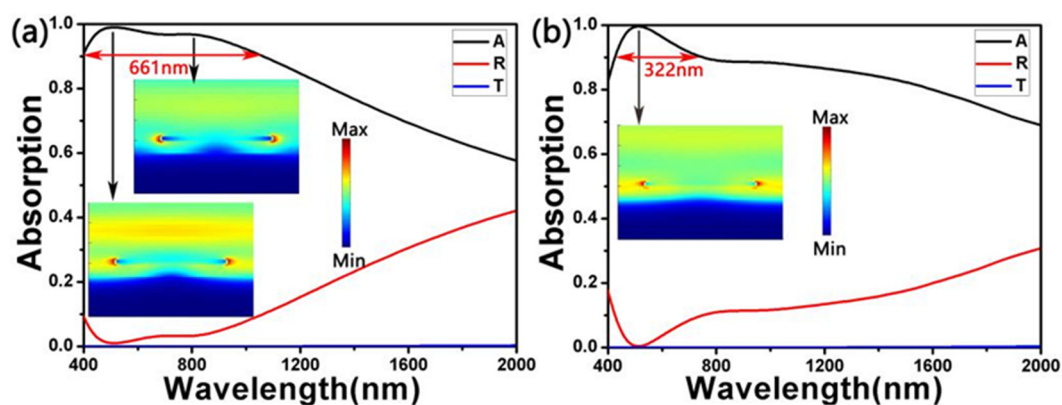 (a)
1.0
0.8
0.6
0.4
0.2
0.0
Absorption
661nm
A
R
T
Max
Min
400
800
1200
1600
2000
Wavelength(nm)
(b)
1.0
0.8
0.6
0.4
0.2
0.0
Absorption
322nm
A
R
T
Max
Min
400
800
1200
1600
2000
Wavelength(nm)